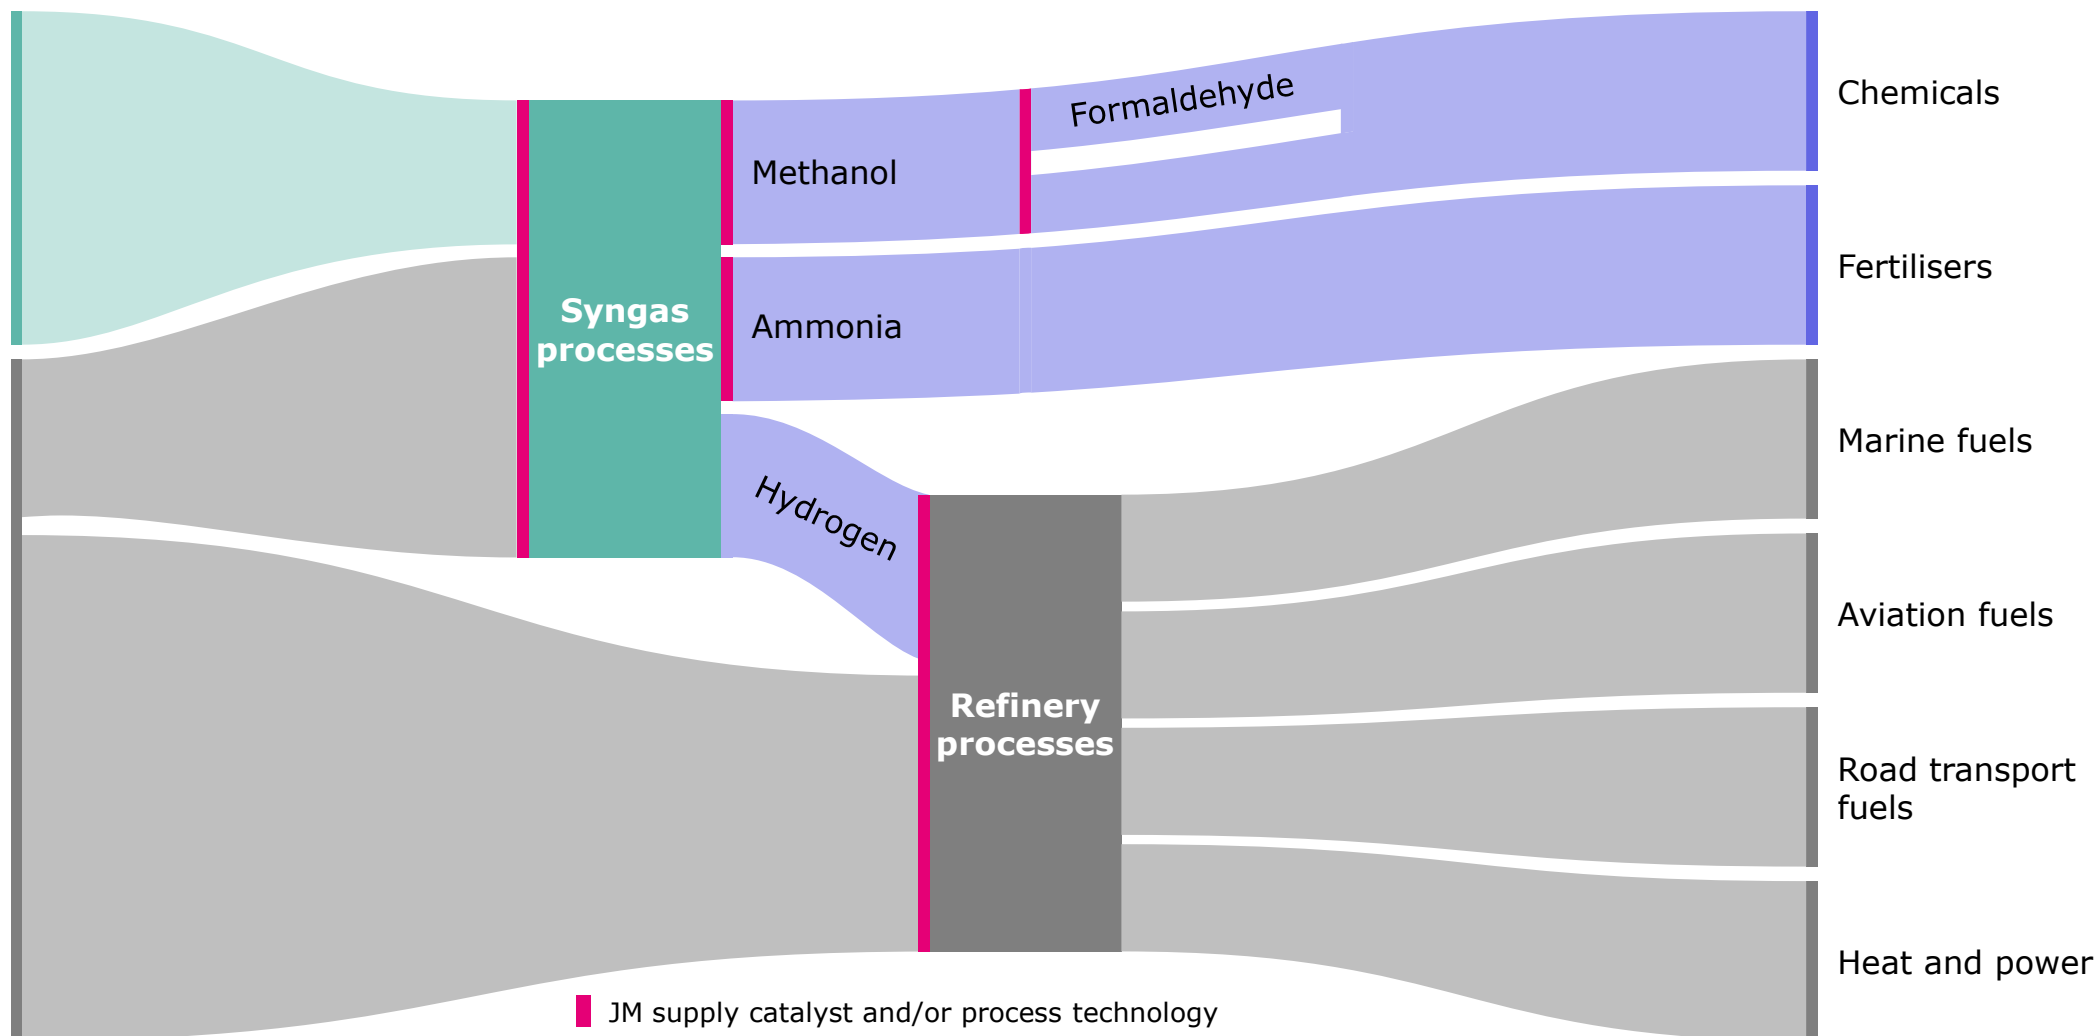 Formaldehyde
Chemicals
Methanol
Fertilisers
Syngas
processes
Ammonia
Marine fuels
Hydrogen
Aviation fuels
Refinery
processes
Road transport
fuels
Heat and power
JM supply catalyst and/or process technology